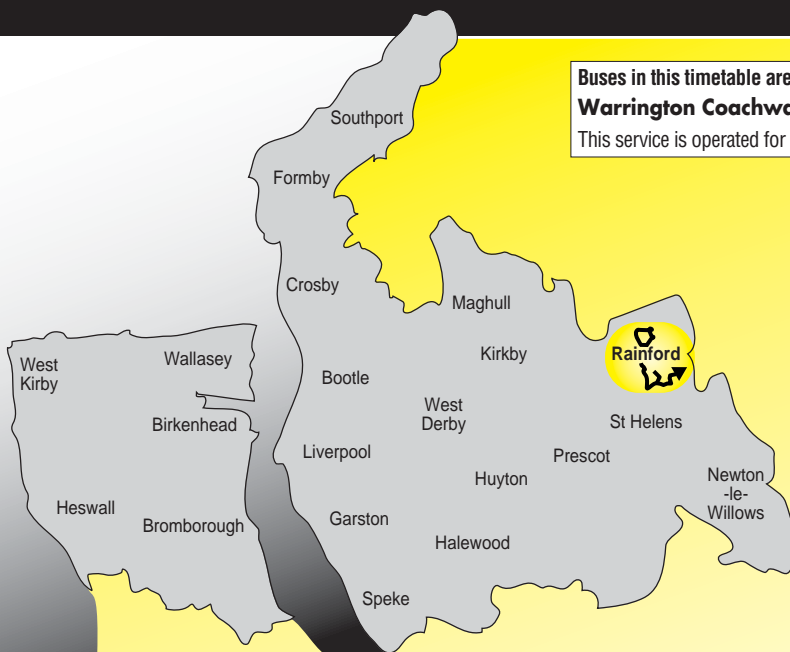 Buses in this timetable are
Warrington
This service is operated for
Southport
Formby
Crosby
Maghull
Rainford
Kirkby
Wallasey
West
Kirby
Bootle
West
Derby
Birkenhead
St Helens
Liverpool
Prescot
Huyton
Newton
-le-
Willows
Heswall
Garston
Bromborough
Halewood
Speke